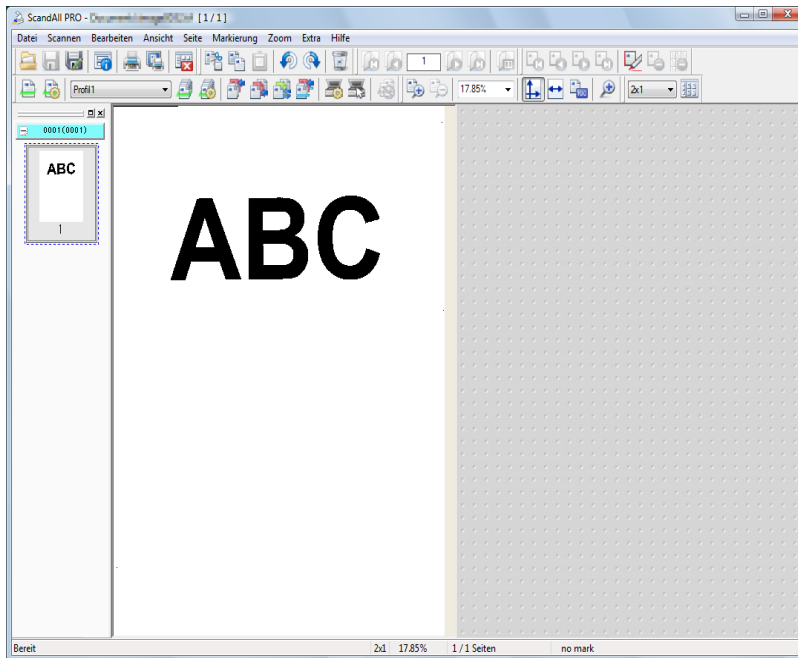 ScandAll PRO - [1/1]
Datei Scannen Bearbeiten Ansicht Seite Markierung Zoom Extra Hilfe
1
Profil1 17.85% 2x1
0001(0001)
ABC
1
ABC
Bereit 2x1 17.85% 1 / 1 Seiten no mark